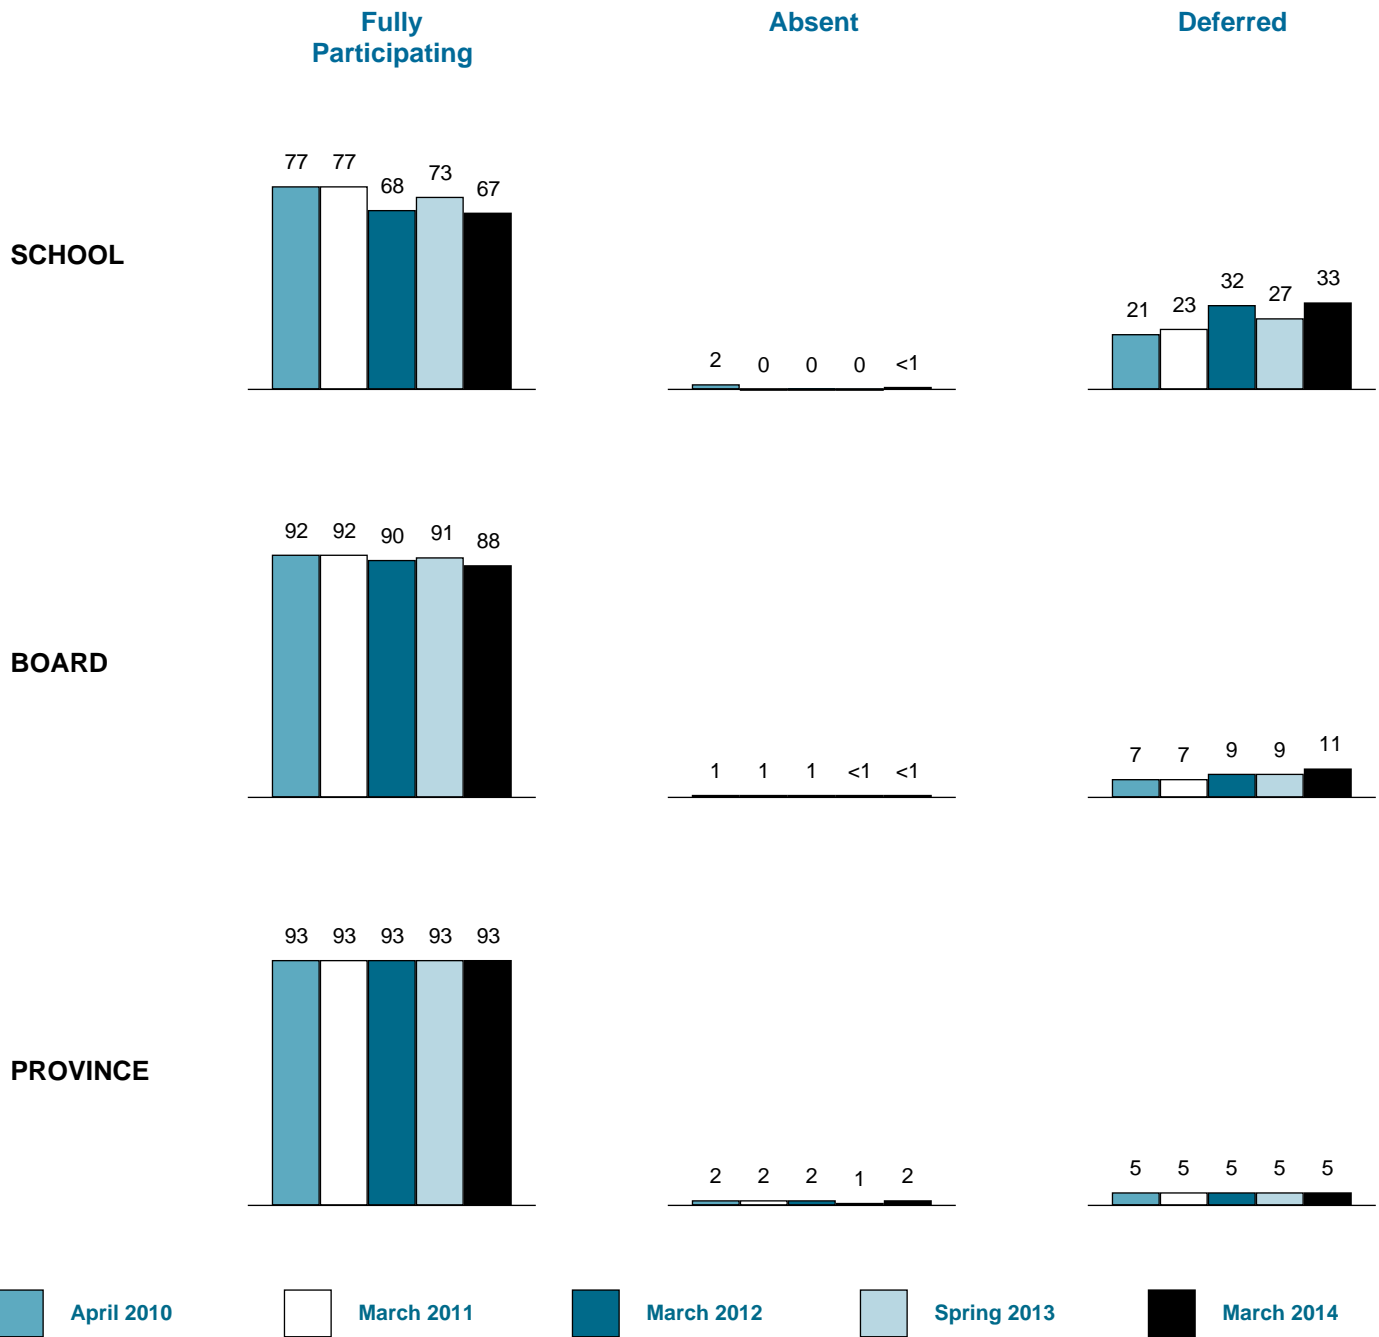 Fully
Participating
Absent
Deferred
SCHOOL
77 77 68 73 67
2 0 0 0 <1
21 23 32 27 33
BOARD
92 92 90 91 88
1 1 1 <1 <1
7 7 9 9 11
PROVINCE
93 93 93 93 93
2 2 2 1 2
5 5 5 5 5
April 2010
March 2011
March 2012
Spring 2013
March 2014